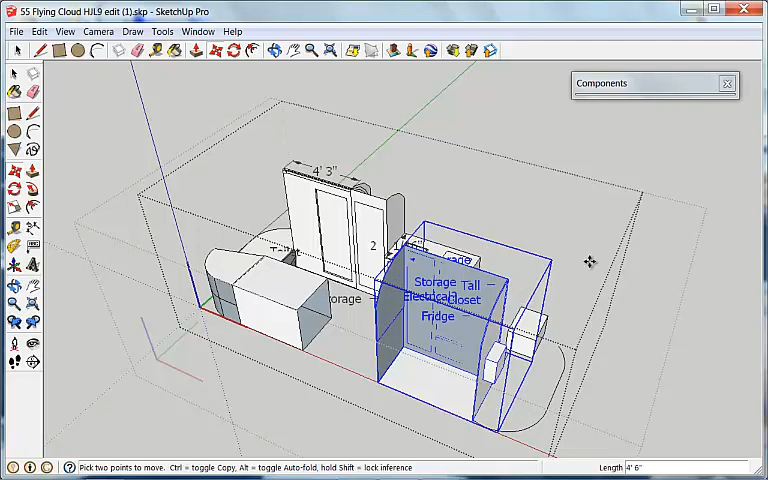 55 Flying Cloud HJL9 edit (1).skp - SketchUp Pro
File Edit View Camera Draw Tools Window Help
Components
4' 3"
2
Storage
Tall
Electrical
Closet
Fridge
Pick two points to move. Ctrl = toggle Copy, Alt = toggle Auto-fold, hold Shift = lock inference
Length 4' 6"